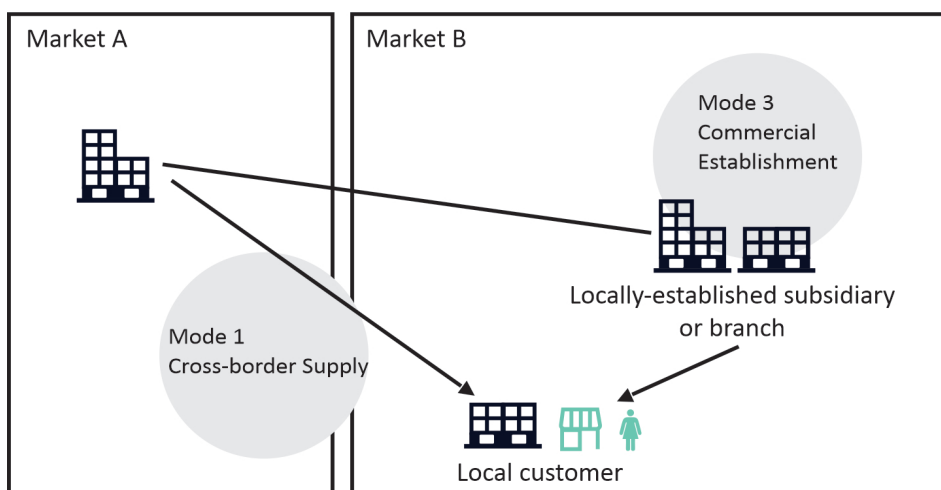 Market A
Market B
Mode 3
Commercial
Establishment
Locally-established subsidiary
or branch
Mode 1
Cross-border Supply
Local customer